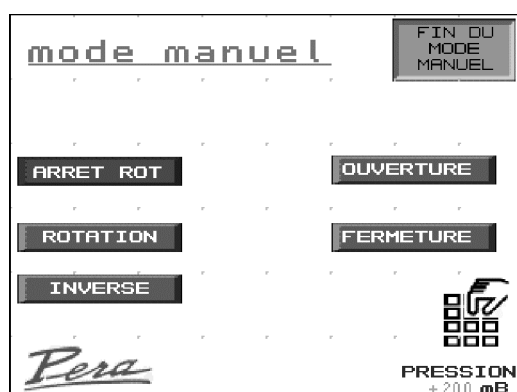 mode manuel
FIN DU
MODE
MANUEL
ARRET ROT
OUVERTURE
ROTATION
FERMETURE
INVERSE
Pera
PRESSION
+200 mB